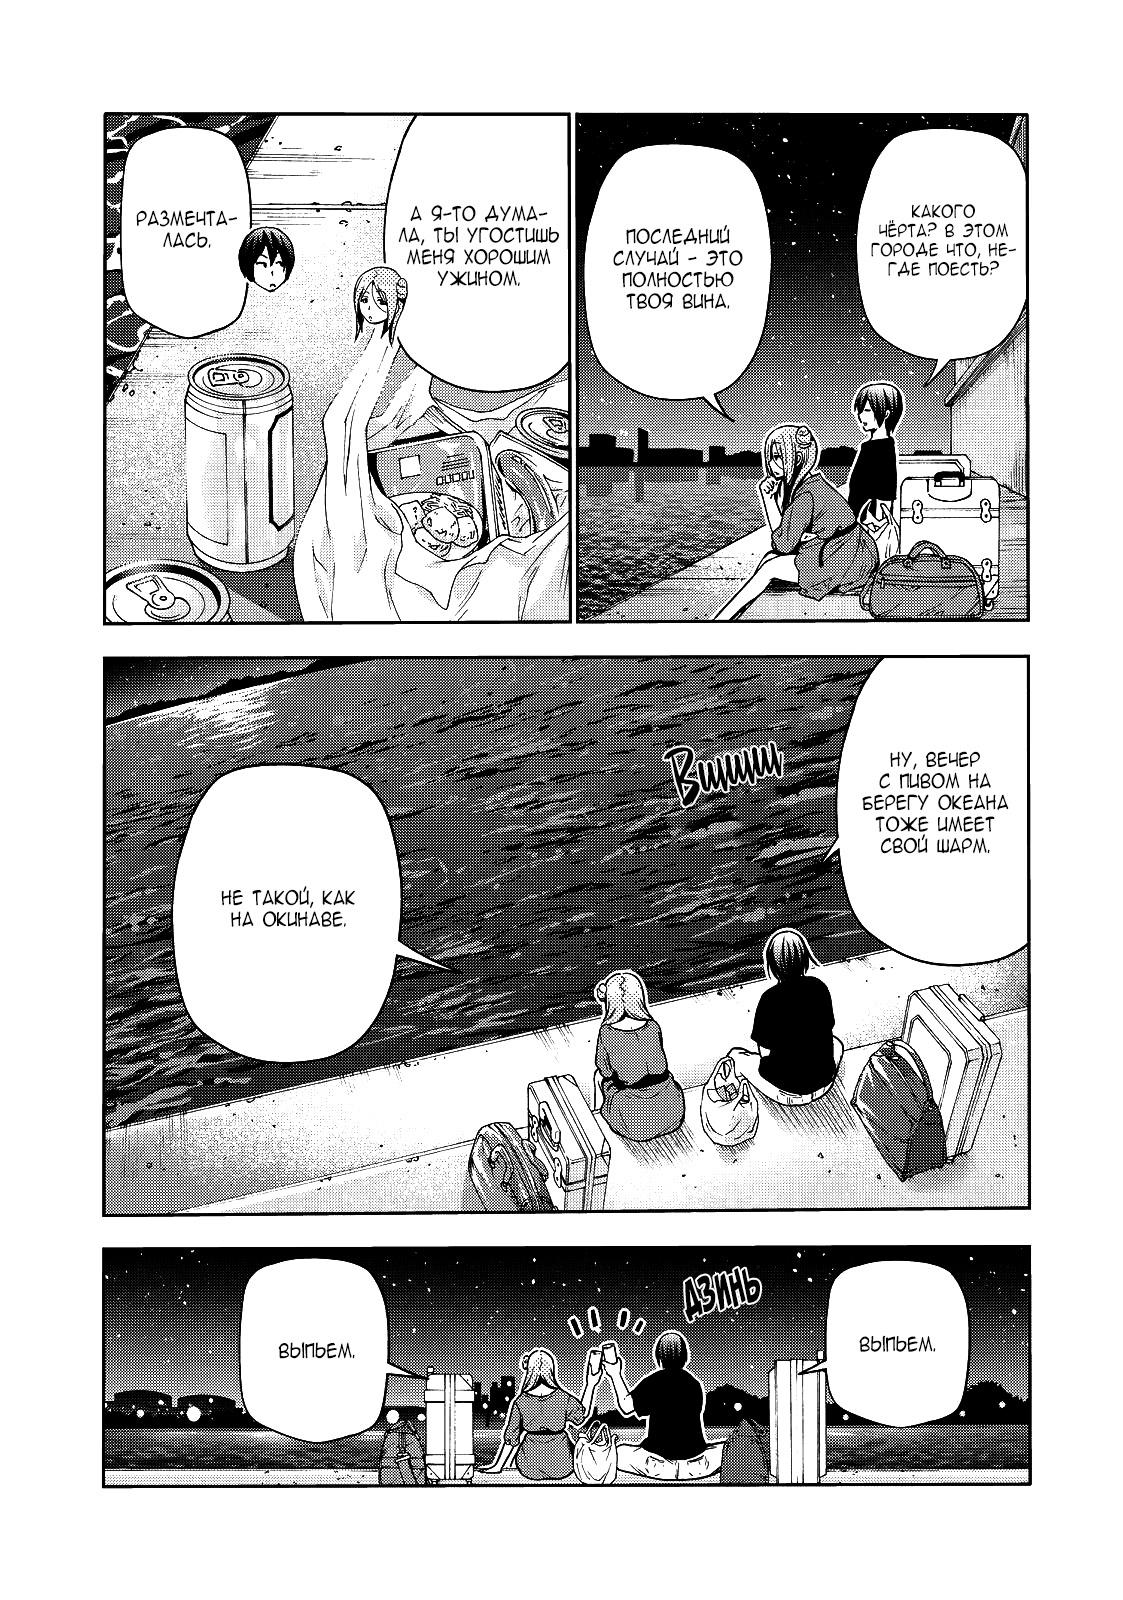 КАКОГО
ЧЁРТА? В ЭТОМ
ГОРОДЕ ЧТО, НЕ-
ГДЕ ПОЕСТЬ?
ПОСЛЕДНИЙ
СЛУЧАЙ - ЭТО
ПОЛНОСТЬЮ
ТВОЯ ВИНА.
А Я-ТО ДУМА-
ЛА, ТЫ УГОСТИШЬ
МЕНЯ ХОРОШИМ
УЖИНОМ.
РАЗМЕЧТА-
ЛАСЬ.
НУ, ВЕЧЕР
С ПИВОМ НА
БЕРЕГУ ОКЕАНА
ТОЖЕ ИМЕЕТ
СВОЙ ШАРМ.
Вшшшш
НЕ ТАКОЙ, КАК
НА ОКИНАВЕ.
ВЫПЬЕМ.
ДЗИНЬ
ВЫПЬЕМ.